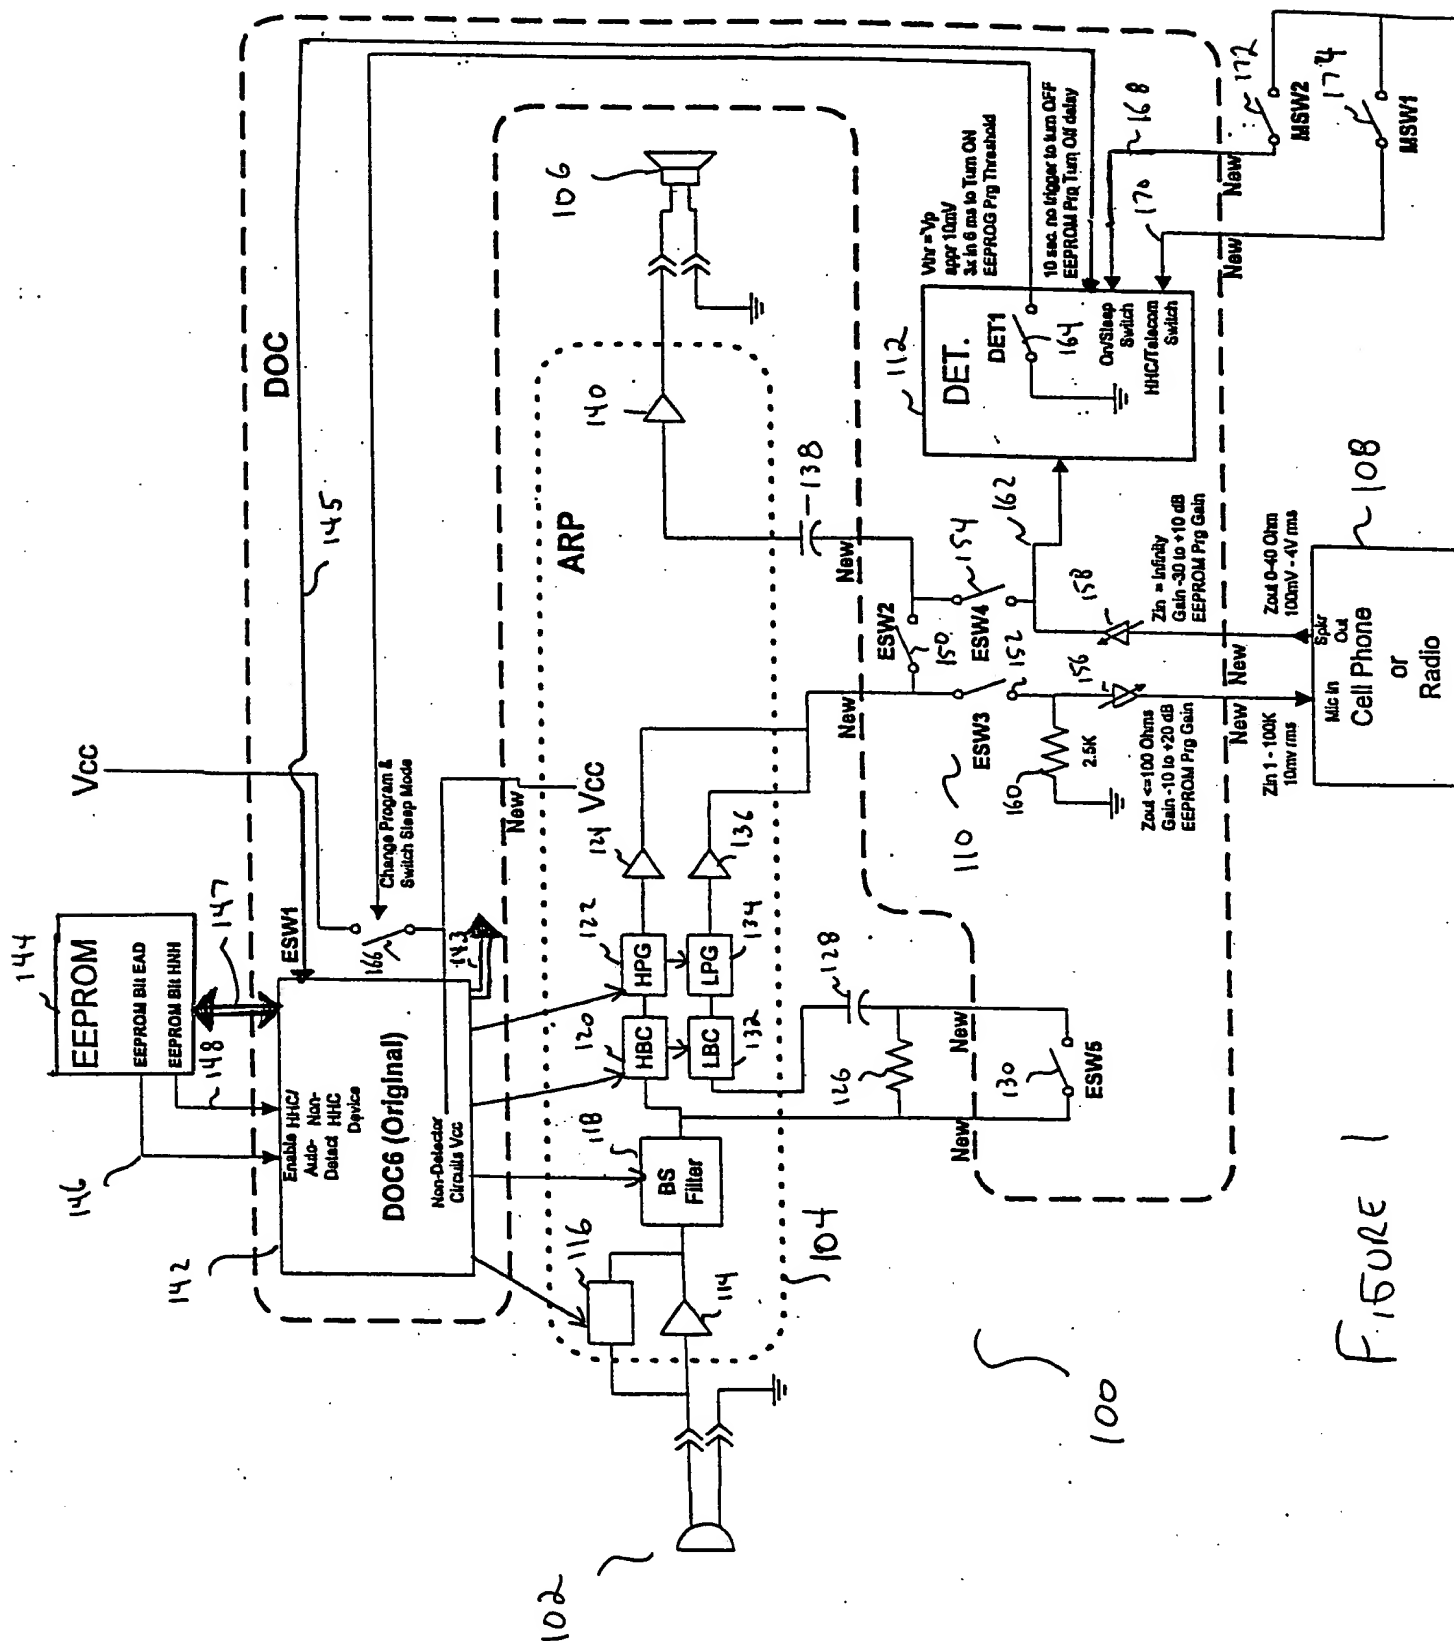 144
EEPROM
EEPROM Bit EAD
EEPROM Bit HNH
147
148
146
142
Vcc
DOC
ESW1
145
Enable HHC/
Auto- Non-
Detect HHC
Device
DOC6 (Original)
Non-Detector
Circuits Vcc
166
143
Change Program &
Switch Sleep Mode
New
Vcc
ARP
116
114
118
BS
Filter
120
HBC
122
HPG
124
LBC
132
LPG
134
136
140
106
104
102
100
126
128
138
New
New
130
ESW5
New
New
110
ESW2
150
ESW3
152
ESW4
154
156
158
160
2.5K
162
Zout <=100 Ohms
Gain -10 to +20 dB
EEPROM Prg Gain
Zin = Infinity
Gain -30 to +10 dB
EEPROM Prg Gain
New
New
Zin 1 - 100K
10mv rms
Zout 0-40 Ohm
100mV - 4V rms
Mic In
Spkr
Out
Cell Phone
or
Radio
108
112
DET.
DET1
164
On/Sleep
Switch
HHC/Telecom
Switch
Vthr = Vp
appr 10mV
3x in 6 ms to Turn ON
EEPROG Prg Threshold
10 sec. no trigger to turn OFF
EEPROM Prg Turn Off delay
168
170
New
New
172
MSW2
174
MSW1
FIGURE 1